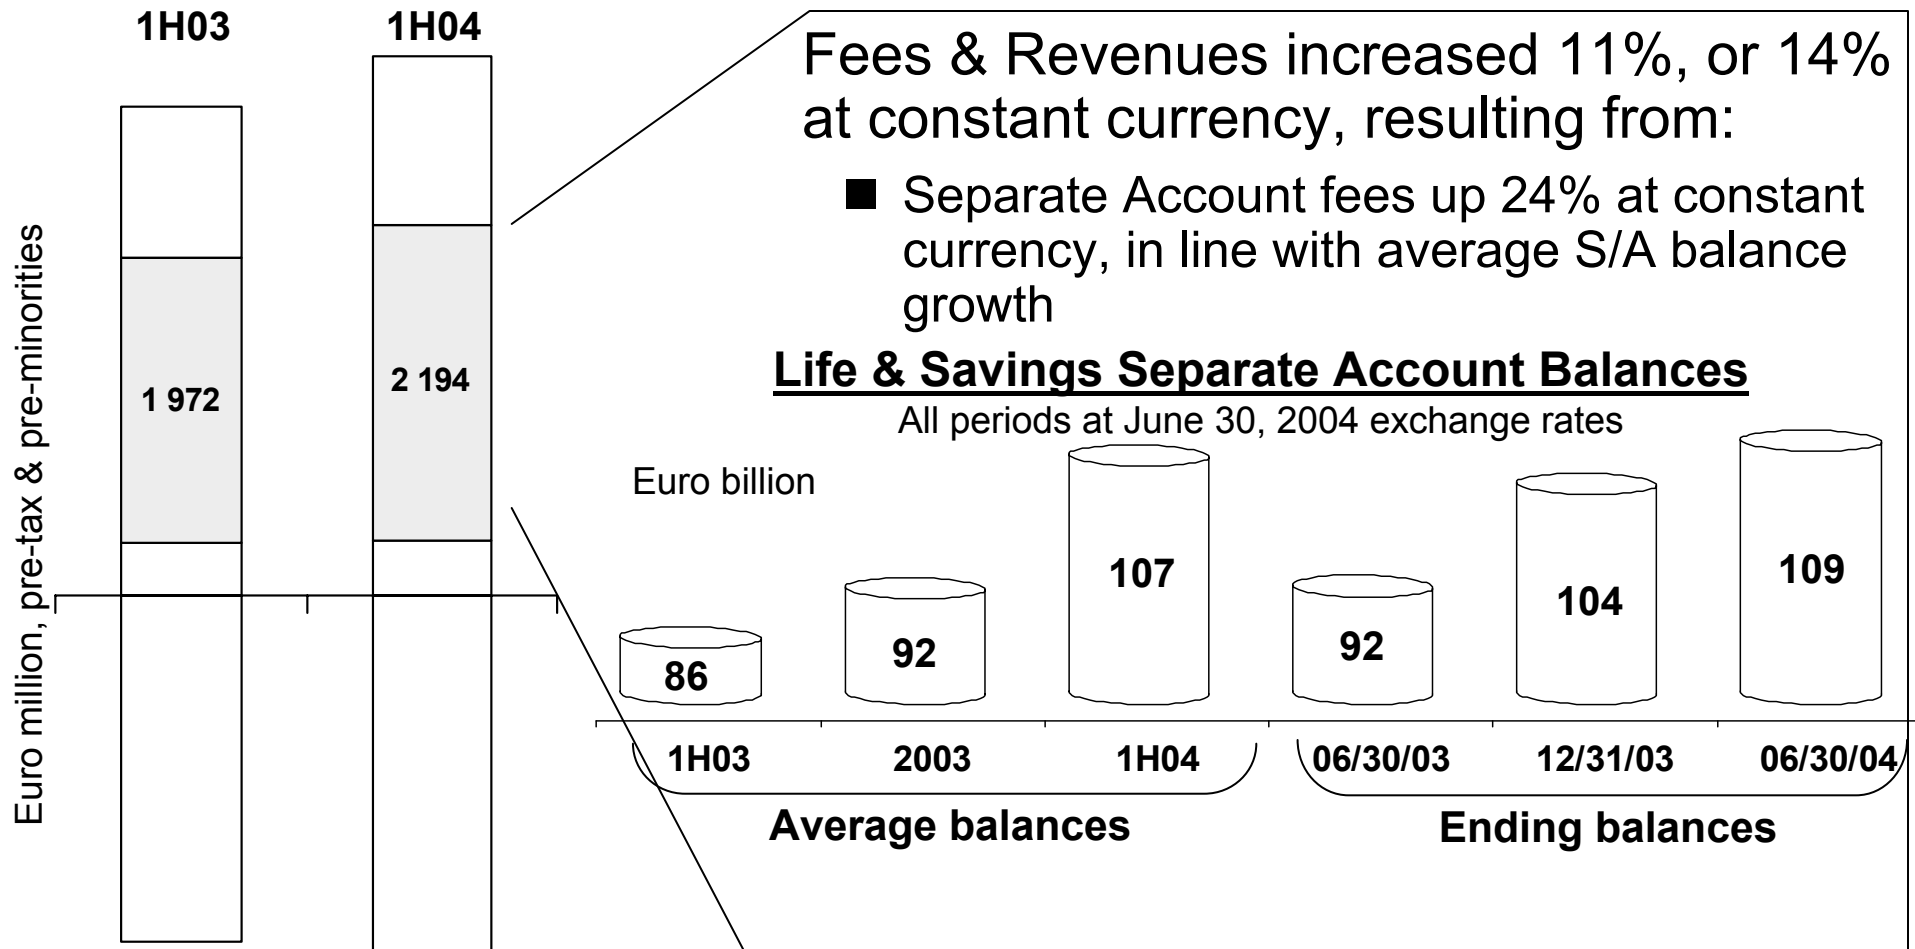 1H03
1H04
Euro million, pre-tax & pre-minorities
1 972
2 194
Fees & Revenues increased 11%, or 14%
at constant currency, resulting from:
■ Separate Account fees up 24% at constant
currency, in line with average S/A balance
growth
Life & Savings Separate Account Balances
All periods at June 30, 2004 exchange rates
Euro billion
86
92
107
92
104
109
1H03
2003
1H04
06/30/03
12/31/03
06/30/04
Average balances
Ending balances